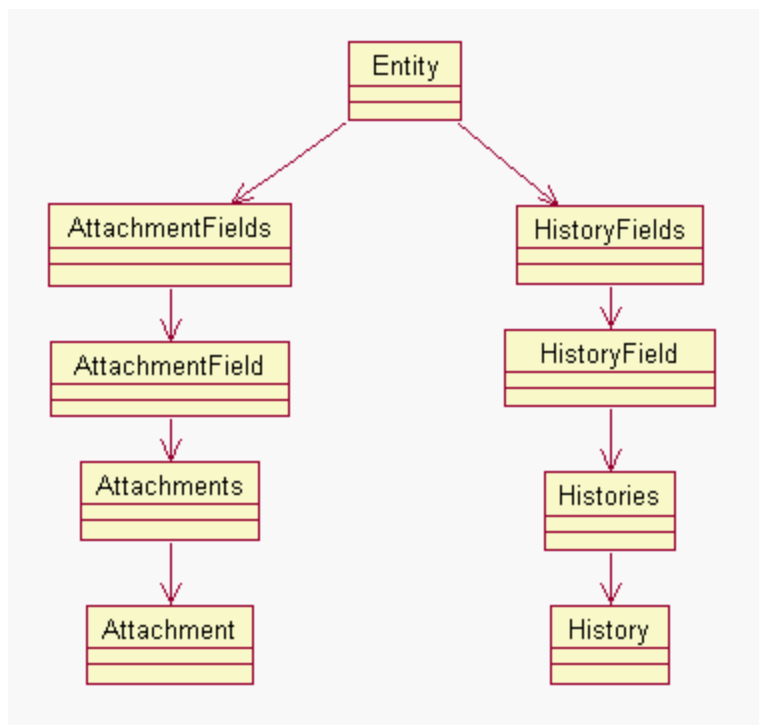 Entity
AttachmentFields
HistoryFields
AttachmentField
HistoryField
Attachments
Histories
Attachment
History